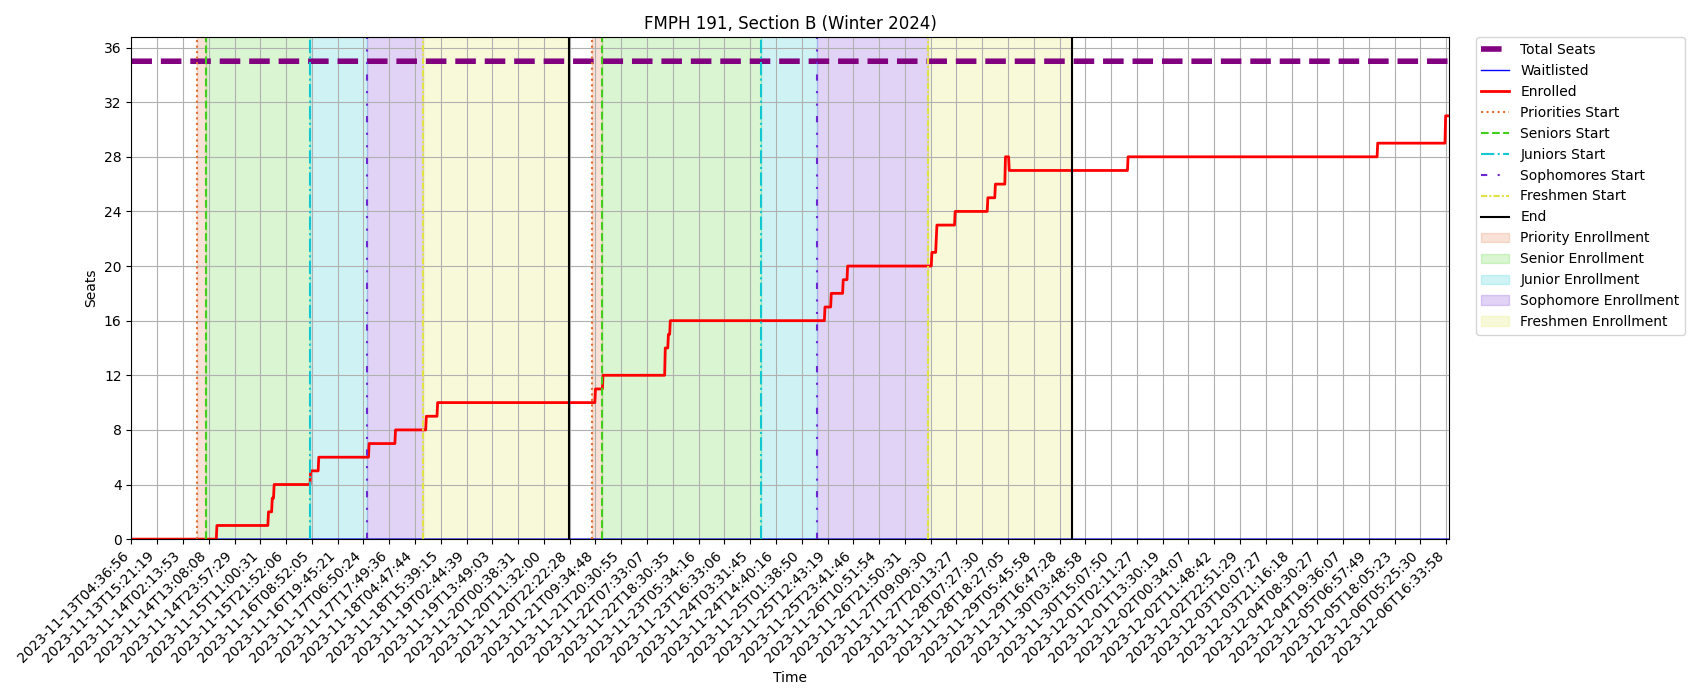 FMPH 191, Section B (Winter 2024)
36
32
28
24
20
16
12
8
4
0
Seats
2023-11-13T04:36:56
2023-11-13T15:21:19
2023-11-14T02:13:53
2023-11-14T13:08:08
2023-11-14T23:57:29
2023-11-15T11:00:31
2023-11-15T21:52:06
2023-11-16T08:52:05
2023-11-16T19:45:21
2023-11-17T06:50:24
2023-11-17T17:49:36
2023-11-18T04:47:44
2023-11-18T15:39:15
2023-11-19T02:44:39
2023-11-19T13:49:03
2023-11-20T00:38:31
2023-11-20T11:32:00
2023-11-20T22:22:28
2023-11-21T09:34:48
2023-11-21T20:30:55
2023-11-22T07:33:07
2023-11-22T18:30:35
2023-11-23T05:34:16
2023-11-23T16:33:06
2023-11-24T03:31:45
2023-11-24T14:40:16
2023-11-25T01:38:50
2023-11-25T12:43:19
2023-11-25T23:41:46
2023-11-26T10:51:54
2023-11-26T21:50:31
2023-11-27T09:09:30
2023-11-27T20:13:27
2023-11-28T07:27:30
2023-11-28T18:27:05
2023-11-29T05:45:58
2023-11-29T16:47:28
2023-11-30T03:48:58
2023-11-30T15:07:50
2023-12-01T02:11:27
2023-12-01T13:30:19
2023-12-02T00:34:07
2023-12-02T11:48:42
2023-12-02T22:51:29
2023-12-03T10:07:27
2023-12-03T21:16:18
2023-12-04T08:30:27
2023-12-04T19:36:07
2023-12-05T06:57:49
2023-12-05T18:05:23
2023-12-06T05:25:30
2023-12-06T16:33:58
Time
Total Seats
Waitlisted
Enrolled
Priorities Start
Seniors Start
Juniors Start
Sophomores Start
Freshmen Start
End
Priority Enrollment
Senior Enrollment
Junior Enrollment
Sophomore Enrollment
Freshmen Enrollment